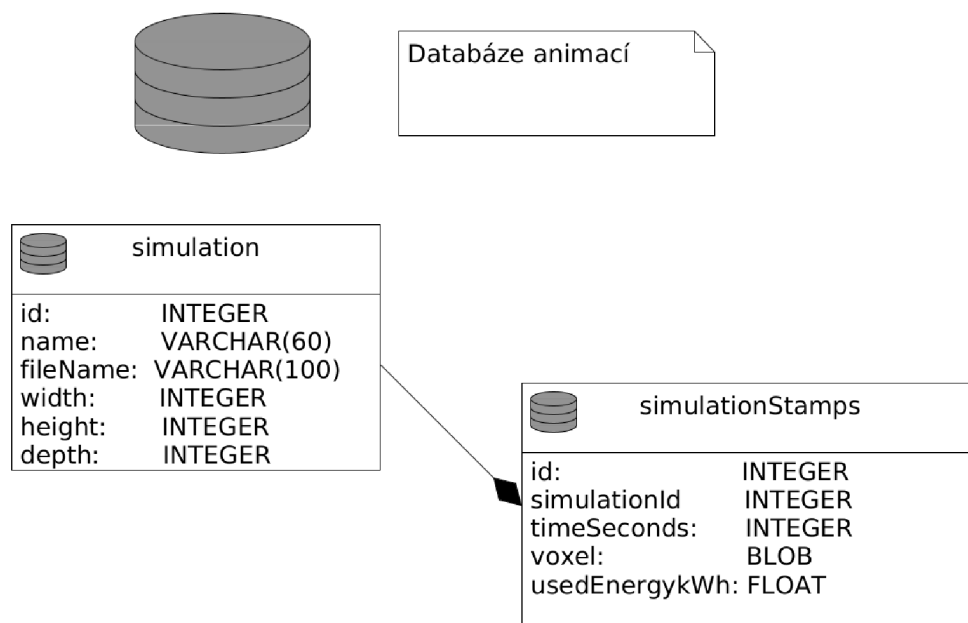 Databáze animací
simulation
id: INTEGER
name: VARCHAR(60)
fileName: VARCHAR(100)
width: INTEGER
height: INTEGER
depth: INTEGER
simulationStamps
id: INTEGER
simulationId INTEGER
timeSeconds: INTEGER
voxel: BLOB
usedEnergykWh: FLOAT